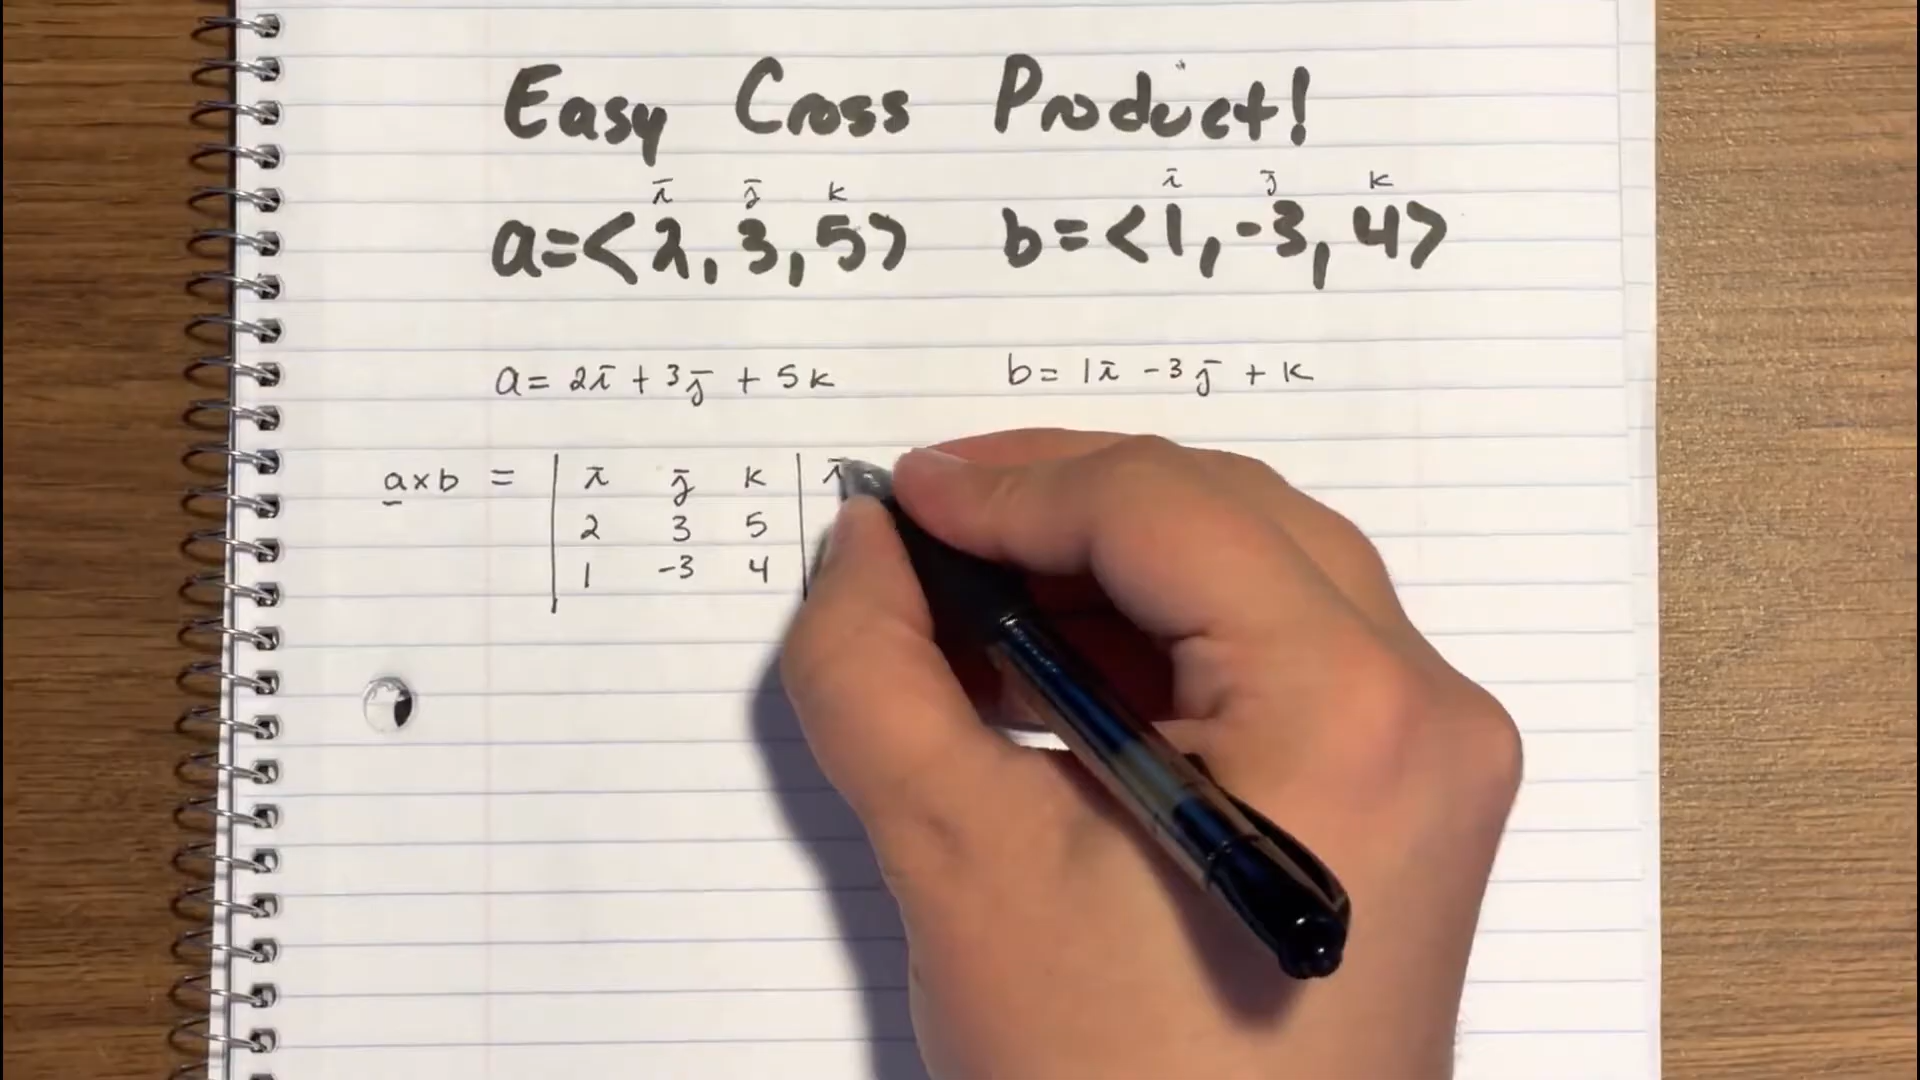 Easy Cross Product!
i j k i j k
a=<2, 3, 5> b=<1, -3, 4>
a= 2i + 3j + 5k b= 1i - 3j + k
a x b = | i j k | i
2 3 5
1 -3 4